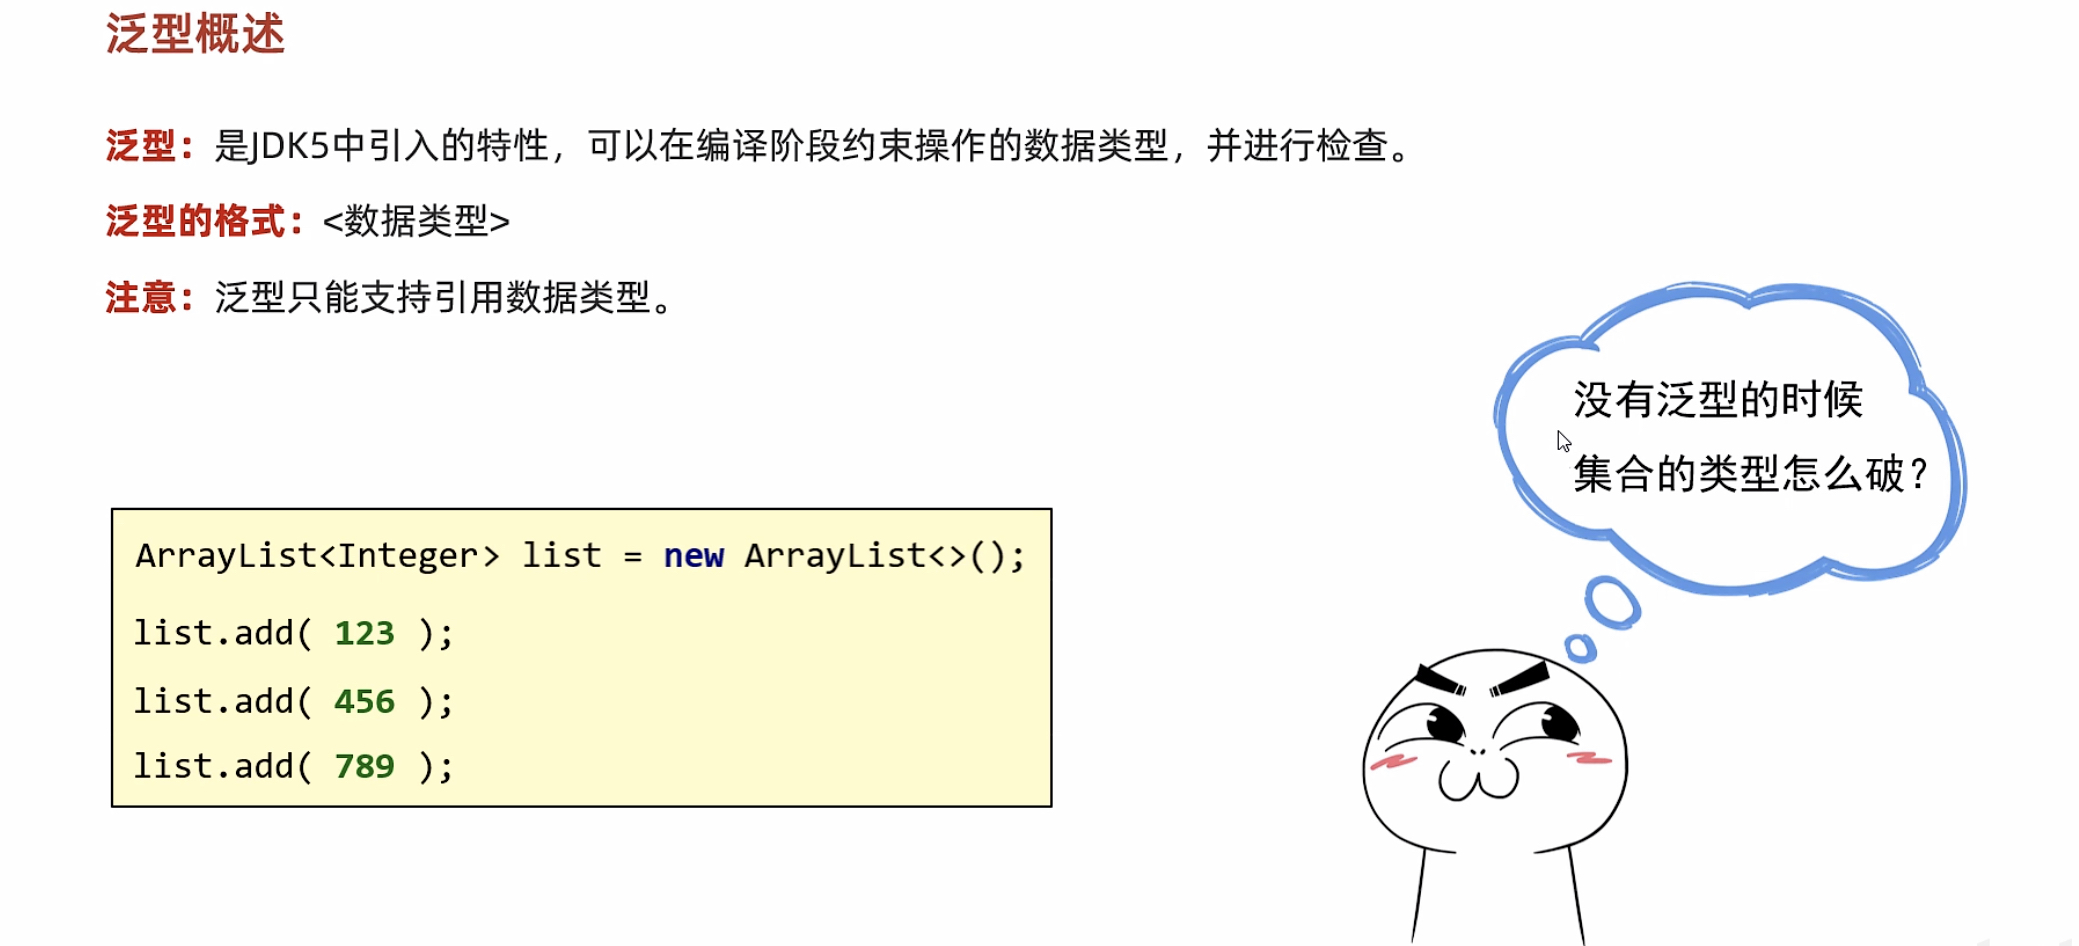 泛型概述
泛型：是JDK5中引入的特性，可以在编译阶段约束操作的数据类型，并进行检查。
泛型的格式：<数据类型>
注意：泛型只能支持引用数据类型。
没有泛型的时候
集合的类型怎么破？
ArrayList<Integer> list = new ArrayList<>();
list.add( 123 );
list.add( 456 );
list.add( 789 );